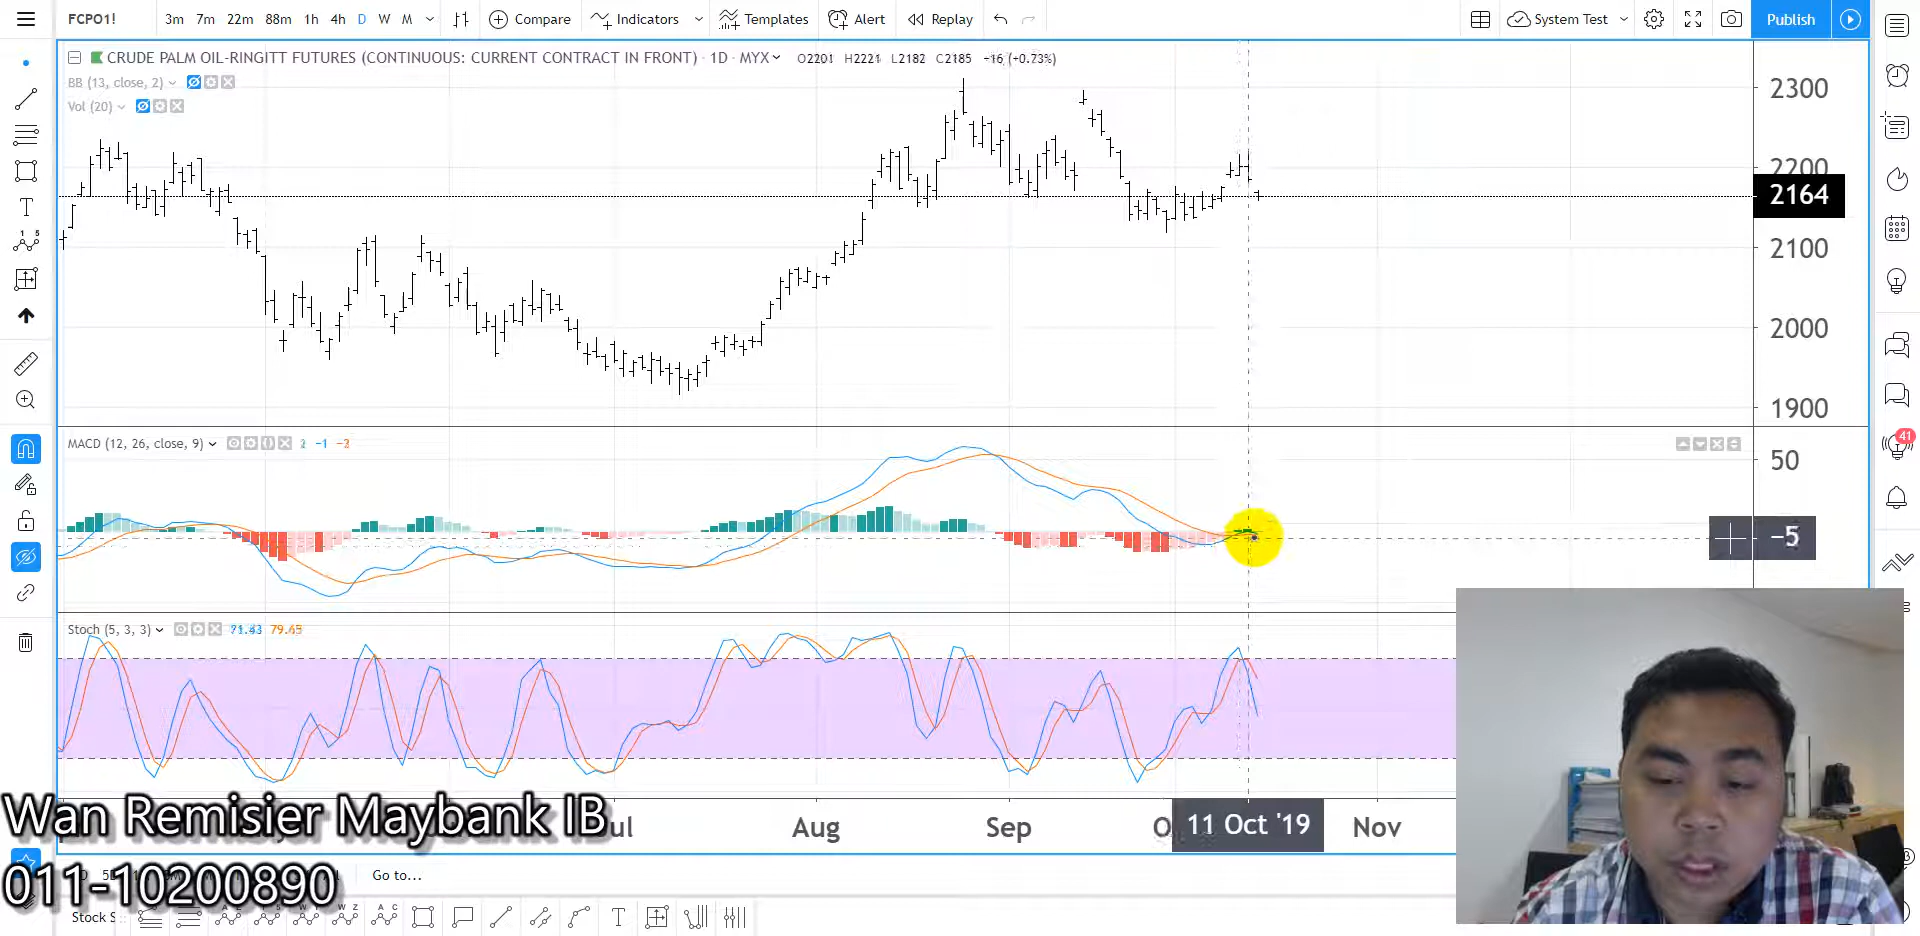 FCPO1! 3m 7m 22m 88m 1h 4h D W M Compare Indicators Templates Alert Replay System Test Publish
CRUDE PALM OIL-RINGITT FUTURES (CONTINUOUS: CURRENT CONTRACT IN FRONT) · 1D · MYX O2201 H2221 L2182 C2185 −16 (+0.73%)
BB (13, close, 2)
Vol (20)
2300
2200
2164
2100
2000
1900
MACD (12, 26, close, 9) 2 −1 −2
50
41
−5
Stoch (5, 3, 3) 71.43 79.65
Wan Remisier Maybank IB
Aug Sep 11 Oct '19 Nov
011-10200890
Go to...
Stock S